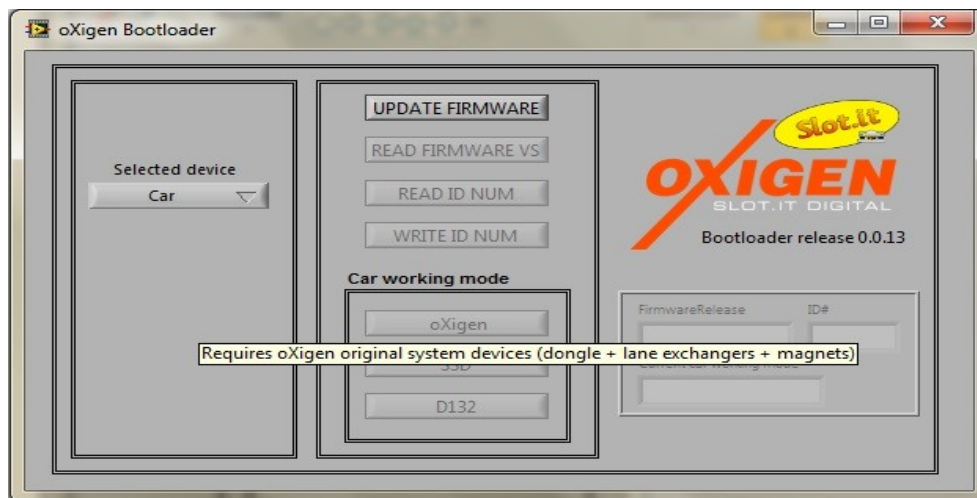 oXigen Bootloader
Selected device
Car
UPDATE FIRMWARE
READ FIRMWARE VS
READ ID NUM
WRITE ID NUM
Car working mode
oXigen
Requires oXigen original system devices (dongle + lane exchangers + magnets)
D132
Slot.it
OXIGEN
SLOT.IT DIGITAL
Bootloader release 0.0.13
FirmwareRelease
ID#